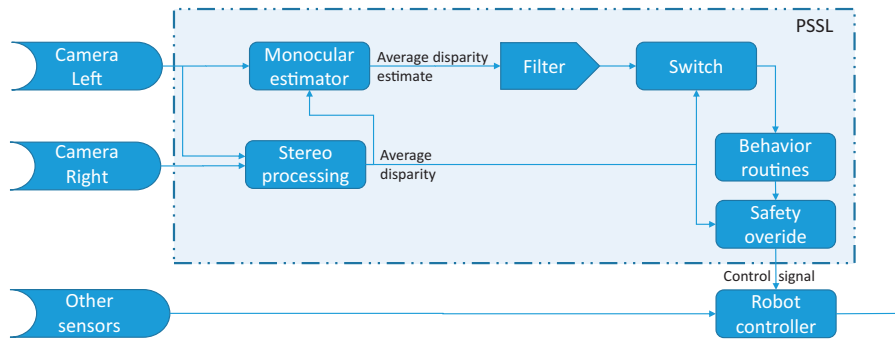 PSSL
Camera
Left
Monocular
estimator
Average disparity
estimate
Filter
Switch
Camera
Right
Stereo
processing
Average
disparity
Behavior
routines
Safety
overide
Control signal
Other
sensors
Robot
controller